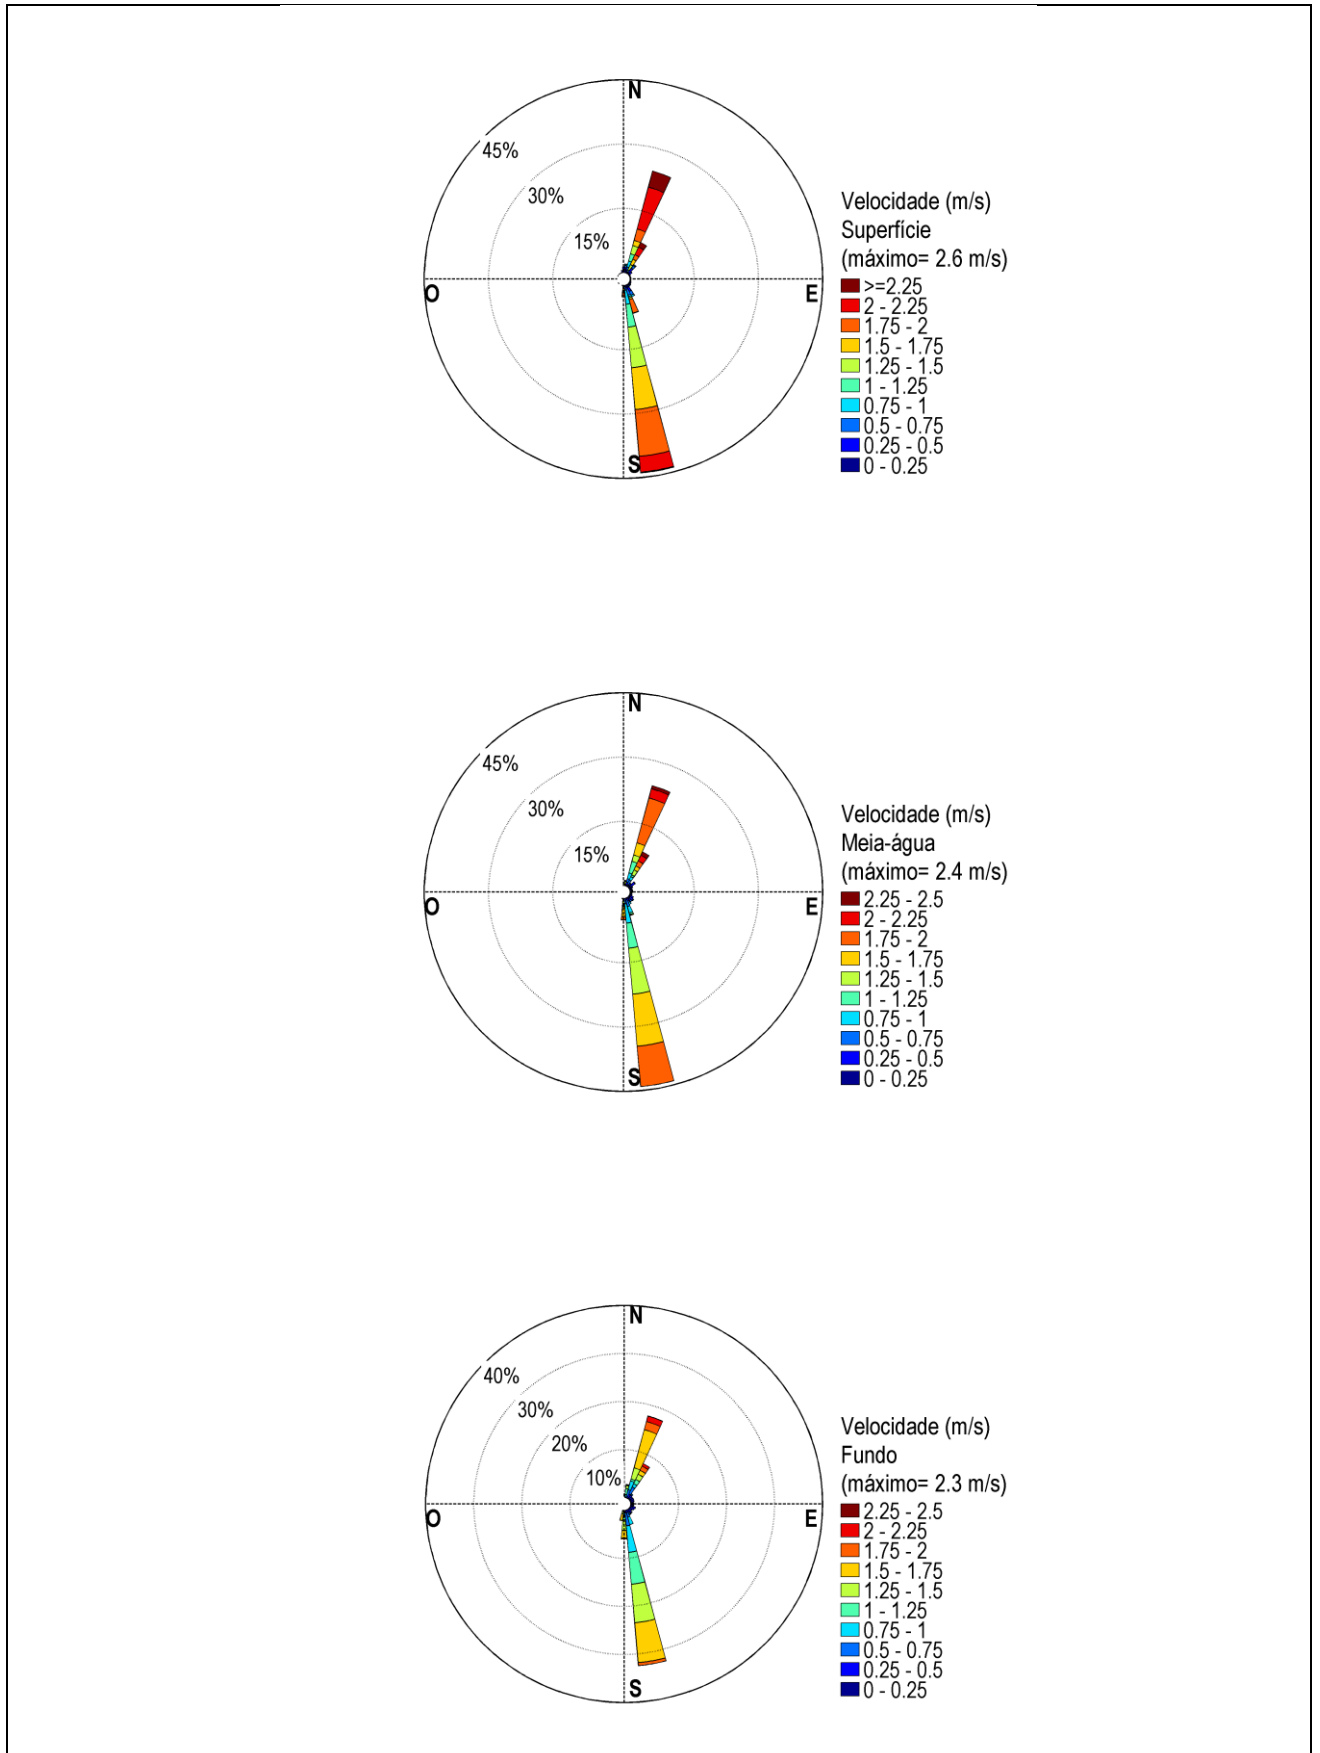 N
45%
30%
15%
O
E
S
Velocidade (m/s)
Superfície
(máximo= 2.6 m/s)
>=2.25
2 - 2.25
1.75 - 2
1.5 - 1.75
1.25 - 1.5
1 - 1.25
0.75 - 1
0.5 - 0.75
0.25 - 0.5
0 - 0.25
N
45%
30%
15%
O
E
S
Velocidade (m/s)
Meia-água
(máximo= 2.4 m/s)
2.25 - 2.5
2 - 2.25
1.75 - 2
1.5 - 1.75
1.25 - 1.5
1 - 1.25
0.75 - 1
0.5 - 0.75
0.25 - 0.5
0 - 0.25
N
40%
30%
20%
10%
O
E
S
Velocidade (m/s)
Fundo
(máximo= 2.3 m/s)
2.25 - 2.5
2 - 2.25
1.75 - 2
1.5 - 1.75
1.25 - 1.5
1 - 1.25
0.75 - 1
0.5 - 0.75
0.25 - 0.5
0 - 0.25